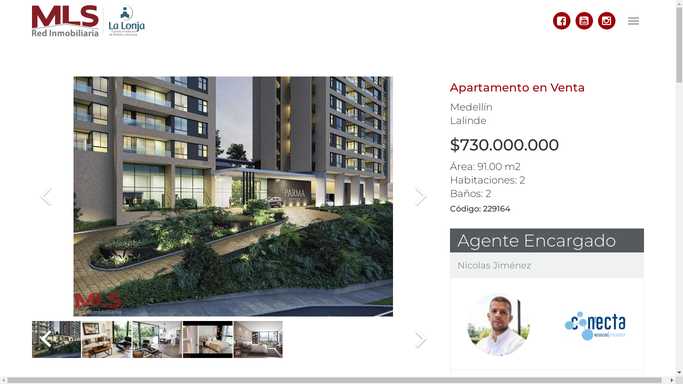 MLS
Red Inmobiliaria
La Lonja
Apartamento en Venta
Medellín
Lalinde
$730.000.000
Área: 91.00 m2
Habitaciones: 2
Baños: 2
Código: 229164
PARMA
MLS
Agente Encargado
Nicolas Jiménez
conecta